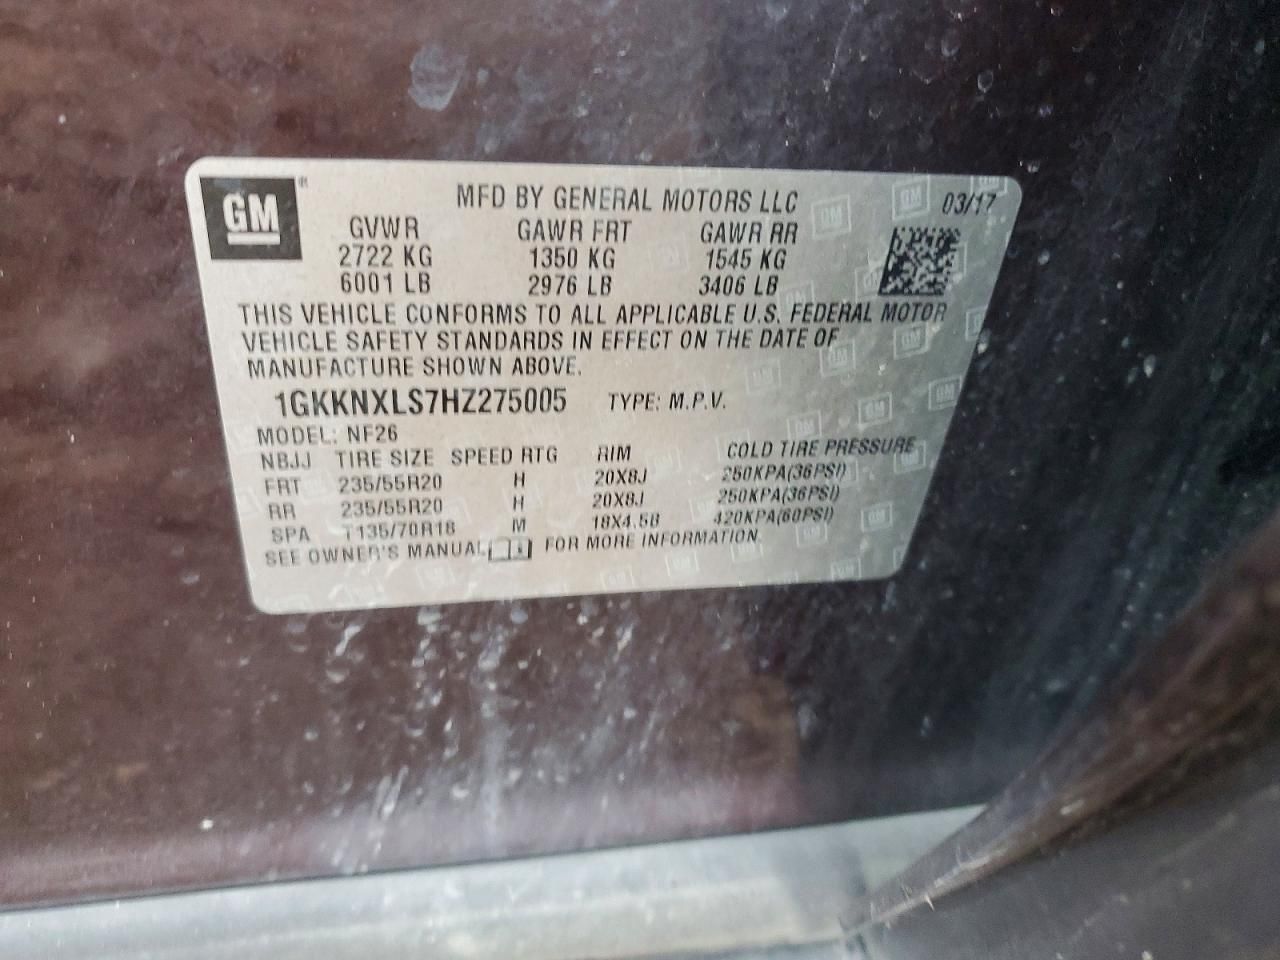 GM ®
MFD BY GENERAL MOTORS LLC 03/17
GVWR GAWR FRT GAWR RR
2722 KG 1350 KG 1545 KG
6001 LB 2976 LB 3406 LB
THIS VEHICLE CONFORMS TO ALL APPLICABLE U.S. FEDERAL MOTOR
VEHICLE SAFETY STANDARDS IN EFFECT ON THE DATE OF
MANUFACTURE SHOWN ABOVE.
1GKKNXLS7HZ275005 TYPE: M.P.V.
MODEL: NF26
NBJJ TIRE SIZE SPEED RTG RIM COLD TIRE PRESSURE
FRT 235/55R20 H 20X8J 250KPA(36PSI)
RR 235/55R20 H 20X8J 250KPA(36PSI)
SPA T135/70R18 M 18X4.5B 420KPA(60PSI)
SEE OWNER'S MANUAL FOR MORE INFORMATION.